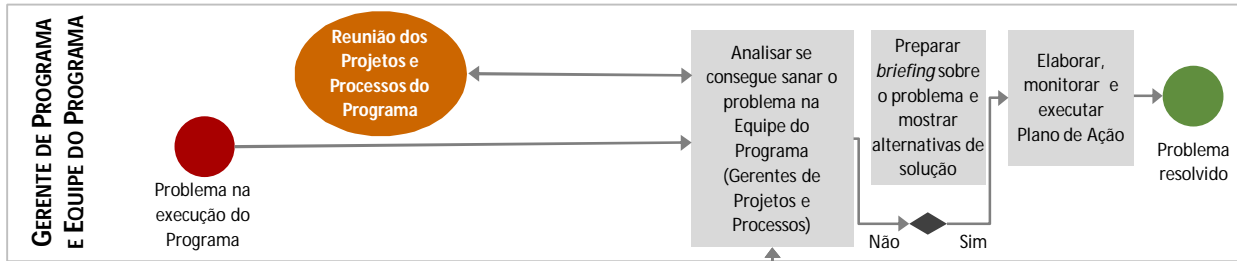 GERENTE DE PROGRAMA
E EQUIPE DO PROGRAMA
Problema na
execução do
Programa
Reunião dos
Projetos e
Processos do
Programa
Analisar se
consegue sanar o
problema na
Equipe do
Programa
(Gerentes de
Projetos e
Processos)
Preparar
briefing sobre
o problema e
mostrar
alternativas de
solução
Não
Sim
Elaborar,
monitorar e
executar
Plano de Ação
Problema
resolvido